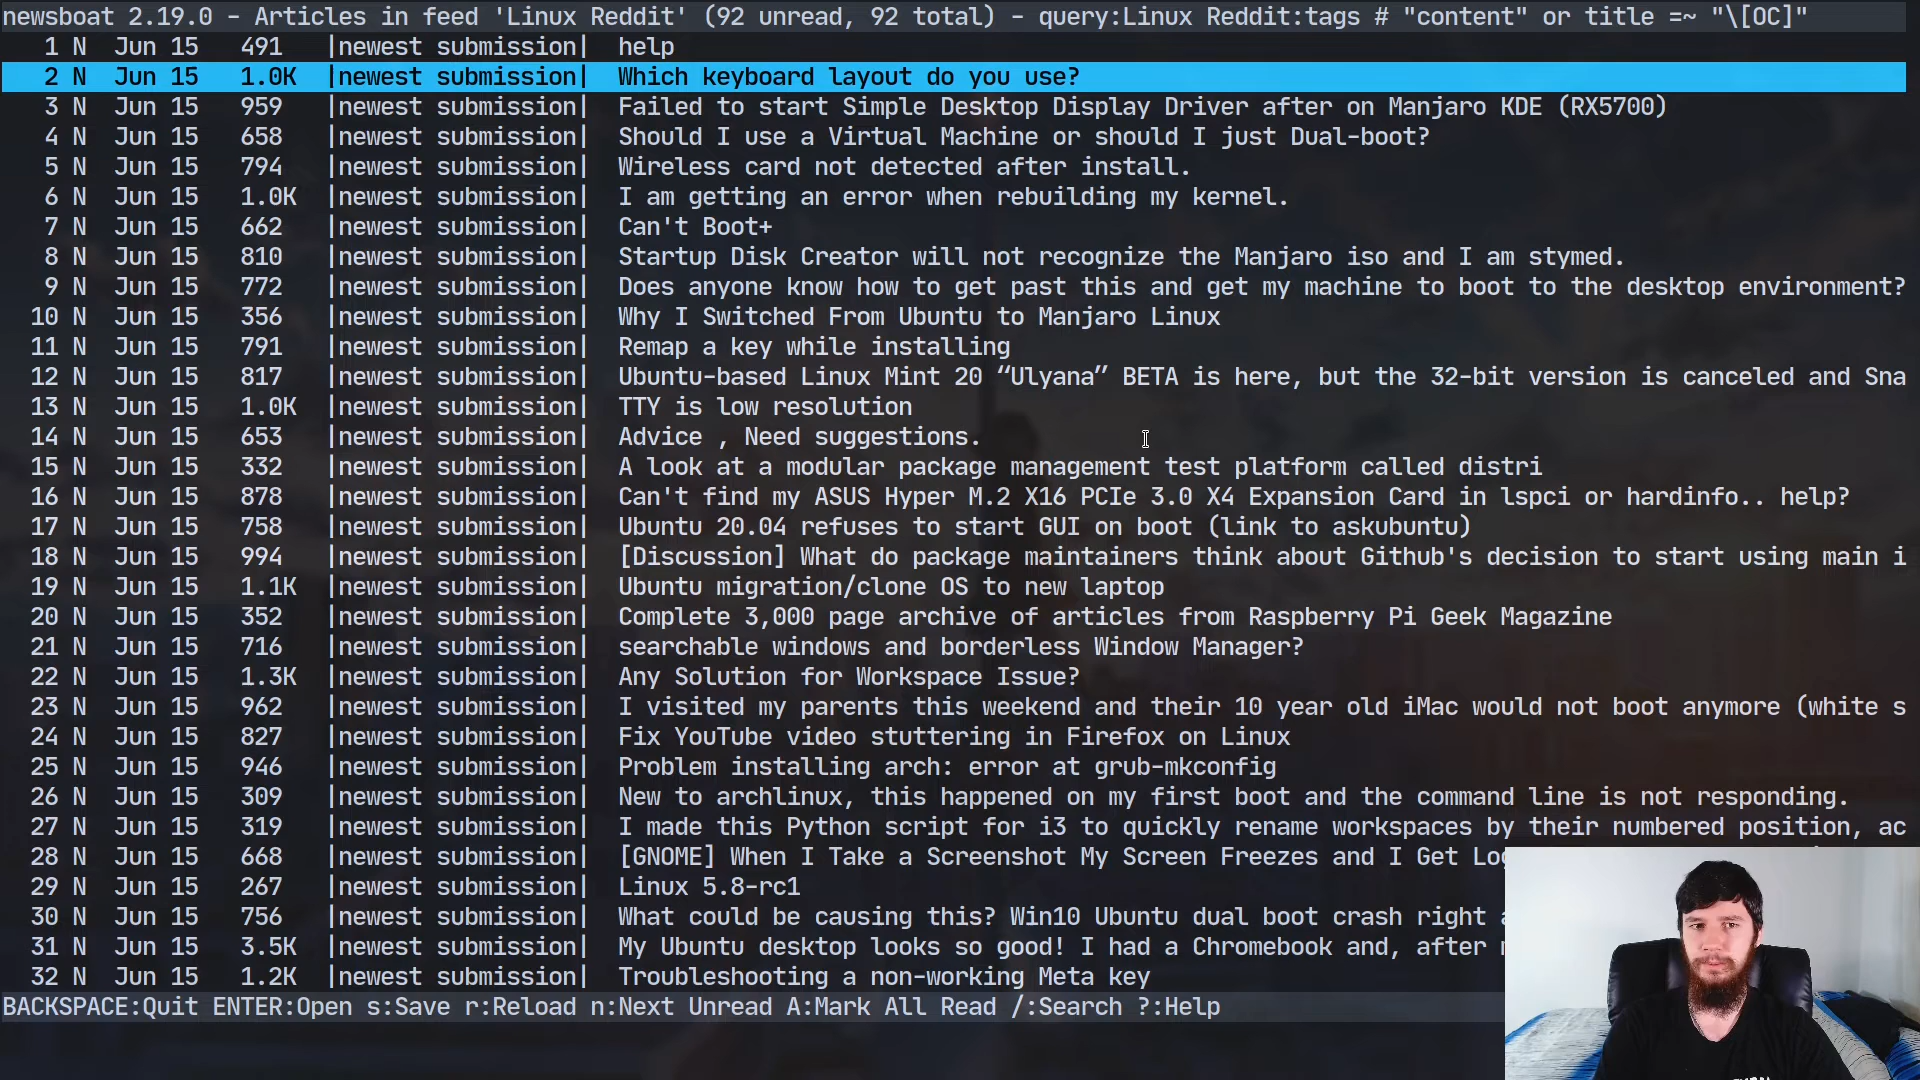 newsboat 2.19.0 - Articles in feed 'Linux Reddit' (92 unread, 92 total) - query:Linux Reddit:tags # "content" or title =~ "\[OC]"
1 N Jun 15 491 |newest submission| help
2 N Jun 15 1.0K |newest submission| Which keyboard layout do you use?
3 N Jun 15 959 |newest submission| Failed to start Simple Desktop Display Driver after on Manjaro KDE (RX5700)
4 N Jun 15 658 |newest submission| Should I use a Virtual Machine or should I just Dual-boot?
5 N Jun 15 794 |newest submission| Wireless card not detected after install.
6 N Jun 15 1.0K |newest submission| I am getting an error when rebuilding my kernel.
7 N Jun 15 662 |newest submission| Can't Boot+
8 N Jun 15 810 |newest submission| Startup Disk Creator will not recognize the Manjaro iso and I am stymed.
9 N Jun 15 772 |newest submission| Does anyone know how to get past this and get my machine to boot to the desktop environment?
10 N Jun 15 356 |newest submission| Why I Switched From Ubuntu to Manjaro Linux
11 N Jun 15 791 |newest submission| Remap a key while installing
12 N Jun 15 817 |newest submission| Ubuntu-based Linux Mint 20 “Ulyana” BETA is here, but the 32-bit version is canceled and Sna
13 N Jun 15 1.0K |newest submission| TTY is low resolution
14 N Jun 15 653 |newest submission| Advice , Need suggestions.
15 N Jun 15 332 |newest submission| A look at a modular package management test platform called distri
16 N Jun 15 878 |newest submission| Can't find my ASUS Hyper M.2 X16 PCIe 3.0 X4 Expansion Card in lspci or hardinfo.. help?
17 N Jun 15 758 |newest submission| Ubuntu 20.04 refuses to start GUI on boot (link to askubuntu)
18 N Jun 15 994 |newest submission| [Discussion] What do package maintainers think about Github's decision to start using main i
19 N Jun 15 1.1K |newest submission| Ubuntu migration/clone OS to new laptop
20 N Jun 15 352 |newest submission| Complete 3,000 page archive of articles from Raspberry Pi Geek Magazine
21 N Jun 15 716 |newest submission| searchable windows and borderless Window Manager?
22 N Jun 15 1.3K |newest submission| Any Solution for Workspace Issue?
23 N Jun 15 962 |newest submission| I visited my parents this weekend and their 10 year old iMac would not boot anymore (white s
24 N Jun 15 827 |newest submission| Fix YouTube video stuttering in Firefox on Linux
25 N Jun 15 946 |newest submission| Problem installing arch: error at grub-mkconfig
26 N Jun 15 309 |newest submission| New to archlinux, this happened on my first boot and the command line is not responding.
27 N Jun 15 319 |newest submission| I made this Python script for i3 to quickly rename workspaces by their numbered position, ac
28 N Jun 15 668 |newest submission| [GNOME] When I Take a Screenshot My Screen Freezes and I Get
29 N Jun 15 267 |newest submission| Linux 5.8-rc1
30 N Jun 15 756 |newest submission| What could be causing this? Win10 Ubuntu dual boot crash right
31 N Jun 15 3.5K |newest submission| My Ubuntu desktop looks so good! I had a Chromebook and, after
32 N Jun 15 1.2K |newest submission| Troubleshooting a non-working Meta key
BACKSPACE:Quit ENTER:Open s:Save r:Reload n:Next Unread A:Mark All Read /:Search ?:Help